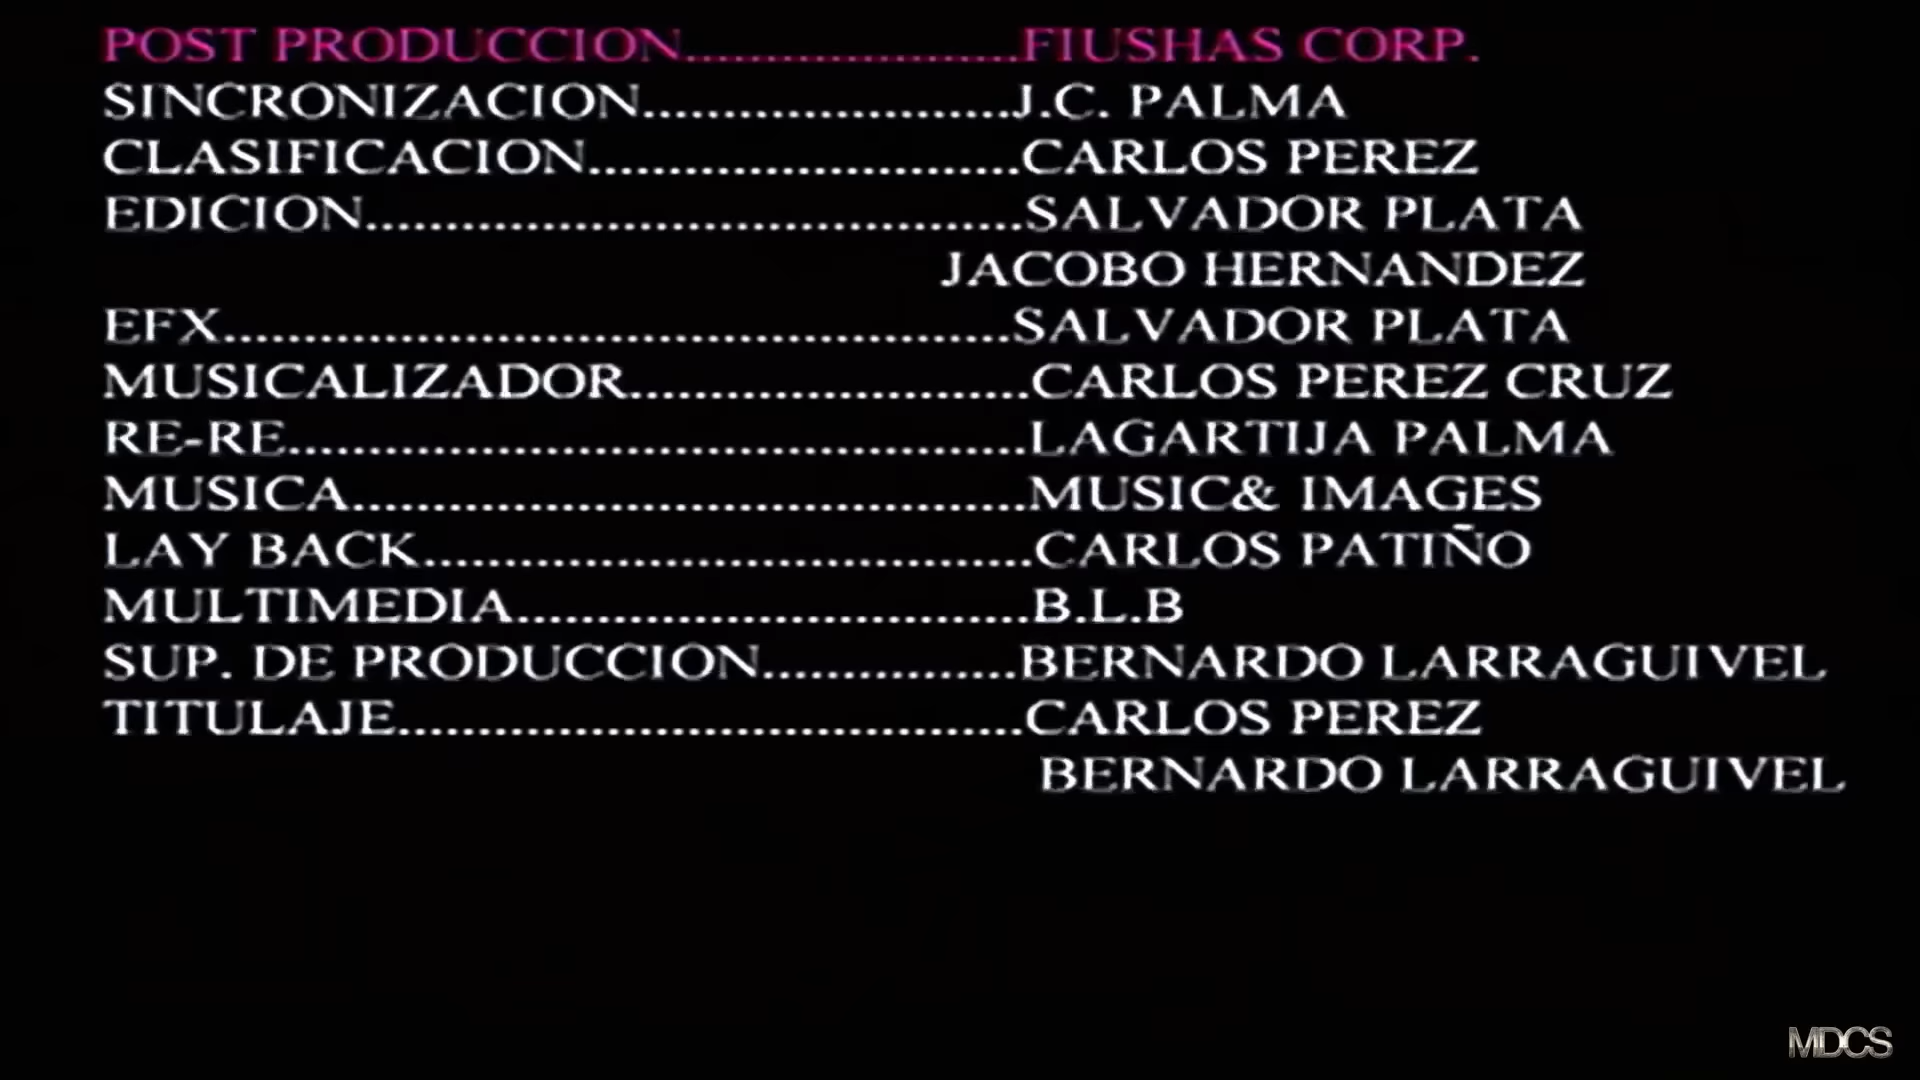 POST PRODUCCION.....................FIUSHAS CORP.
SINCRONIZACION.......................J.C. PALMA
CLASIFICACION...........................CARLOS PEREZ
EDICION.........................................SALVADOR PLATA
JACOBO HERNANDEZ
EFX.................................................SALVADOR PLATA
MUSICALIZADOR.........................CARLOS PEREZ CRUZ
RE-RE..............................................LAGARTIJA PALMA
MUSICA..........................................MUSIC& IMAGES
LAY BACK......................................CARLOS PATIÑO
MULTIMEDIA................................B.L.B
SUP. DE PRODUCCION................BERNARDO LARRAGUIVEL
TITULAJE.......................................CARLOS PEREZ
BERNARDO LARRAGUIVEL
MDCS